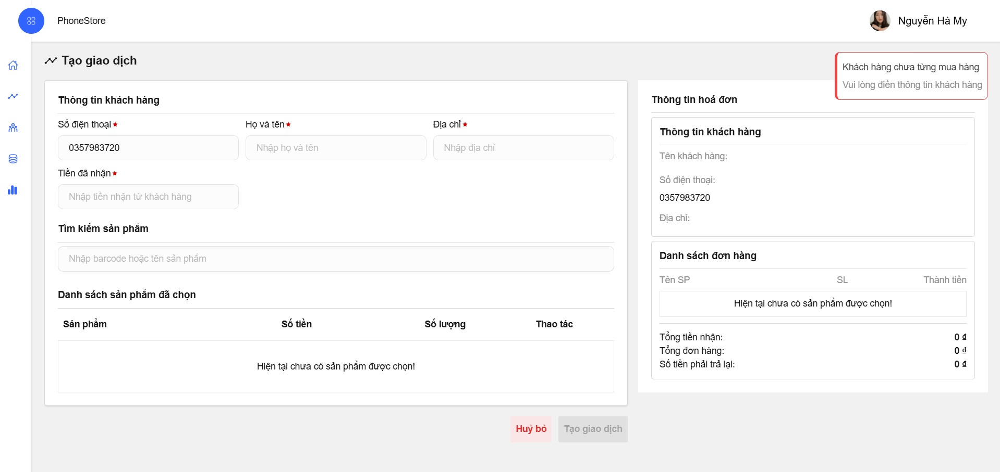 PhoneStore
Nguyễn Hà My
Tạo giao dịch
Khách hàng chưa từng mua hàng
Vui lòng điền thông tin khách hàng
Thông tin khách hàng
Số điện thoại
Họ và tên
Địa chỉ
0357983720
Nhập họ và tên
Nhập địa chỉ
Tiền đã nhận
Nhập tiền nhận từ khách hàng
Tìm kiếm sản phẩm
Nhập barcode hoặc tên sản phẩm
Danh sách sản phẩm đã chọn
Sản phẩm Số tiền Số lượng Thao tác
Hiện tại chưa có sản phẩm được chọn!
Huỷ bỏ
Tạo giao dịch
Thông tin hoá đơn
Thông tin khách hàng
Tên khách hàng:
Số điện thoại:
0357983720
Địa chỉ:
Danh sách đơn hàng
Tên SP SL Thành tiền
Hiện tại chưa có sản phẩm được chọn!
Tổng tiền nhận: 0 ₫
Tổng đơn hàng: 0 ₫
Số tiền phải trả lại: 0 ₫